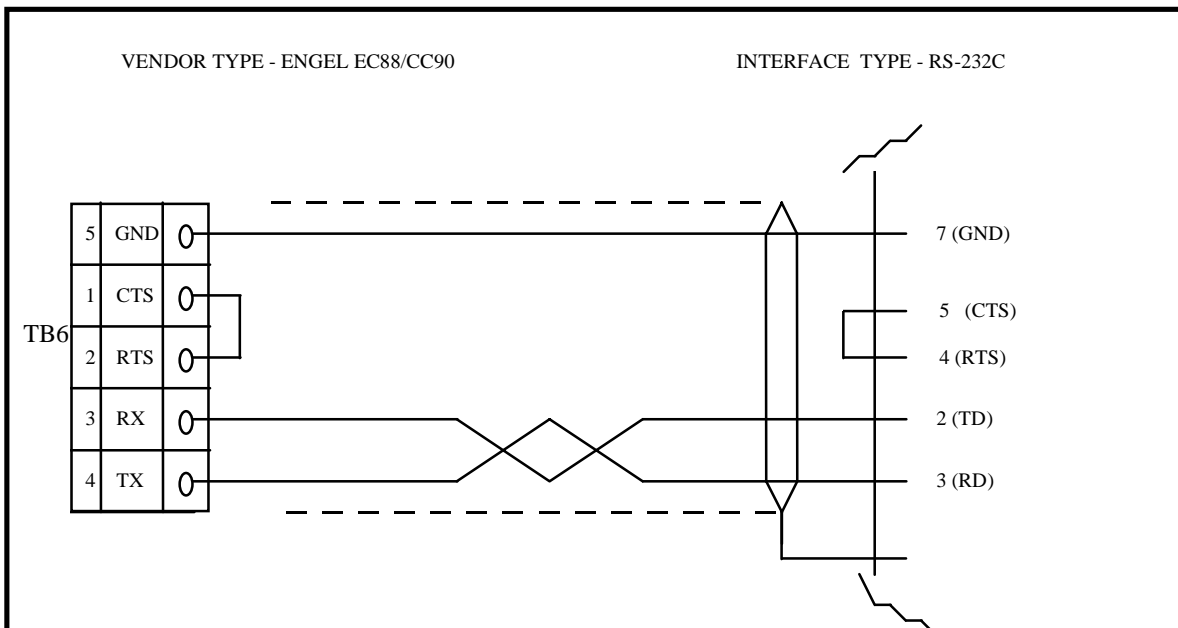 VENDOR TYPE - ENGEL EC88/CC90
INTERFACE TYPE - RS-232C
5 GND
7 (GND)
1 CTS
5 (CTS)
TB6
2 RTS
4 (RTS)
3 RX
2 (TD)
4 TX
3 (RD)